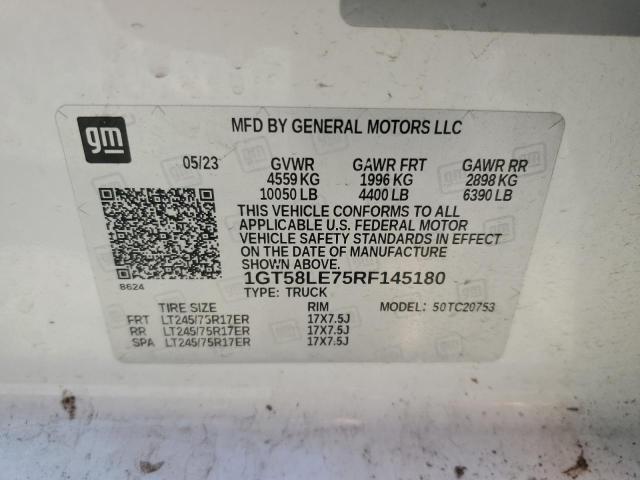 gm
MFD BY GENERAL MOTORS LLC
05/23 GVWR GAWR FRT GAWR RR
4559 KG 1996 KG 2898 KG
10050 LB 4400 LB 6390 LB
THIS VEHICLE CONFORMS TO ALL
APPLICABLE U.S. FEDERAL MOTOR
VEHICLE SAFETY STANDARDS IN EFFECT
ON THE DATE OF MANUFACTURE
SHOWN ABOVE.
8624
1GT58LE75RF145180
TYPE: TRUCK
TIRE SIZE RIM MODEL: 50TC20753
FRT LT245/75R17ER 17X7.5J
RR LT245/75R17ER 17X7.5J
SPA LT245/75R17ER 17X7.5J